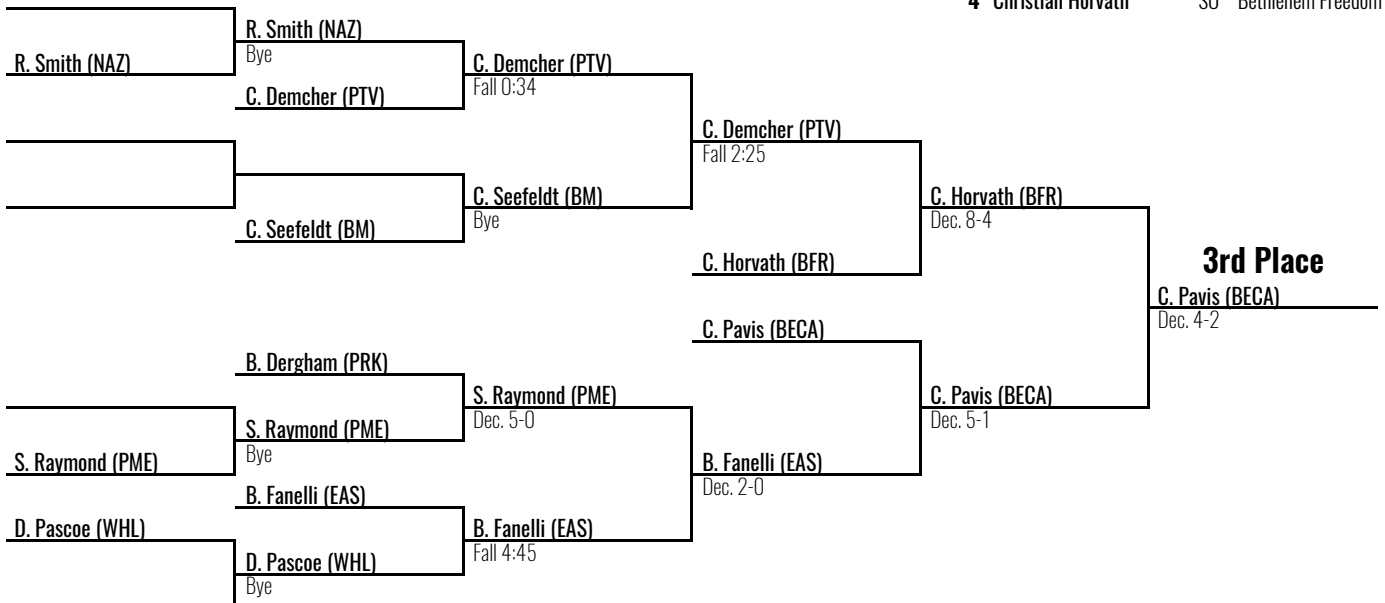 4 Christian Horvath 30 Bethlehem Freedom
R. Smith (NAZ)
R. Smith (NAZ)
Bye
C. Demcher (PTV)
C. Demcher (PTV)
Fall 0:34
C. Demcher (PTV)
Fall 2:25
C. Seefeldt (BM)
C. Seefeldt (BM)
Bye
C. Horvath (BFR)
Dec. 8-4
C. Horvath (BFR)
3rd Place
C. Pavis (BECA)
Dec. 4-2
C. Pavis (BECA)
B. Dergham (PRK)
S. Raymond (PME)
Dec. 5-0
C. Pavis (BECA)
Dec. 5-1
S. Raymond (PME)
S. Raymond (PME)
Bye
B. Fanelli (EAS)
Dec. 2-0
B. Fanelli (EAS)
D. Pascoe (WHL)
B. Fanelli (EAS)
Fall 4:45
D. Pascoe (WHL)
Bye